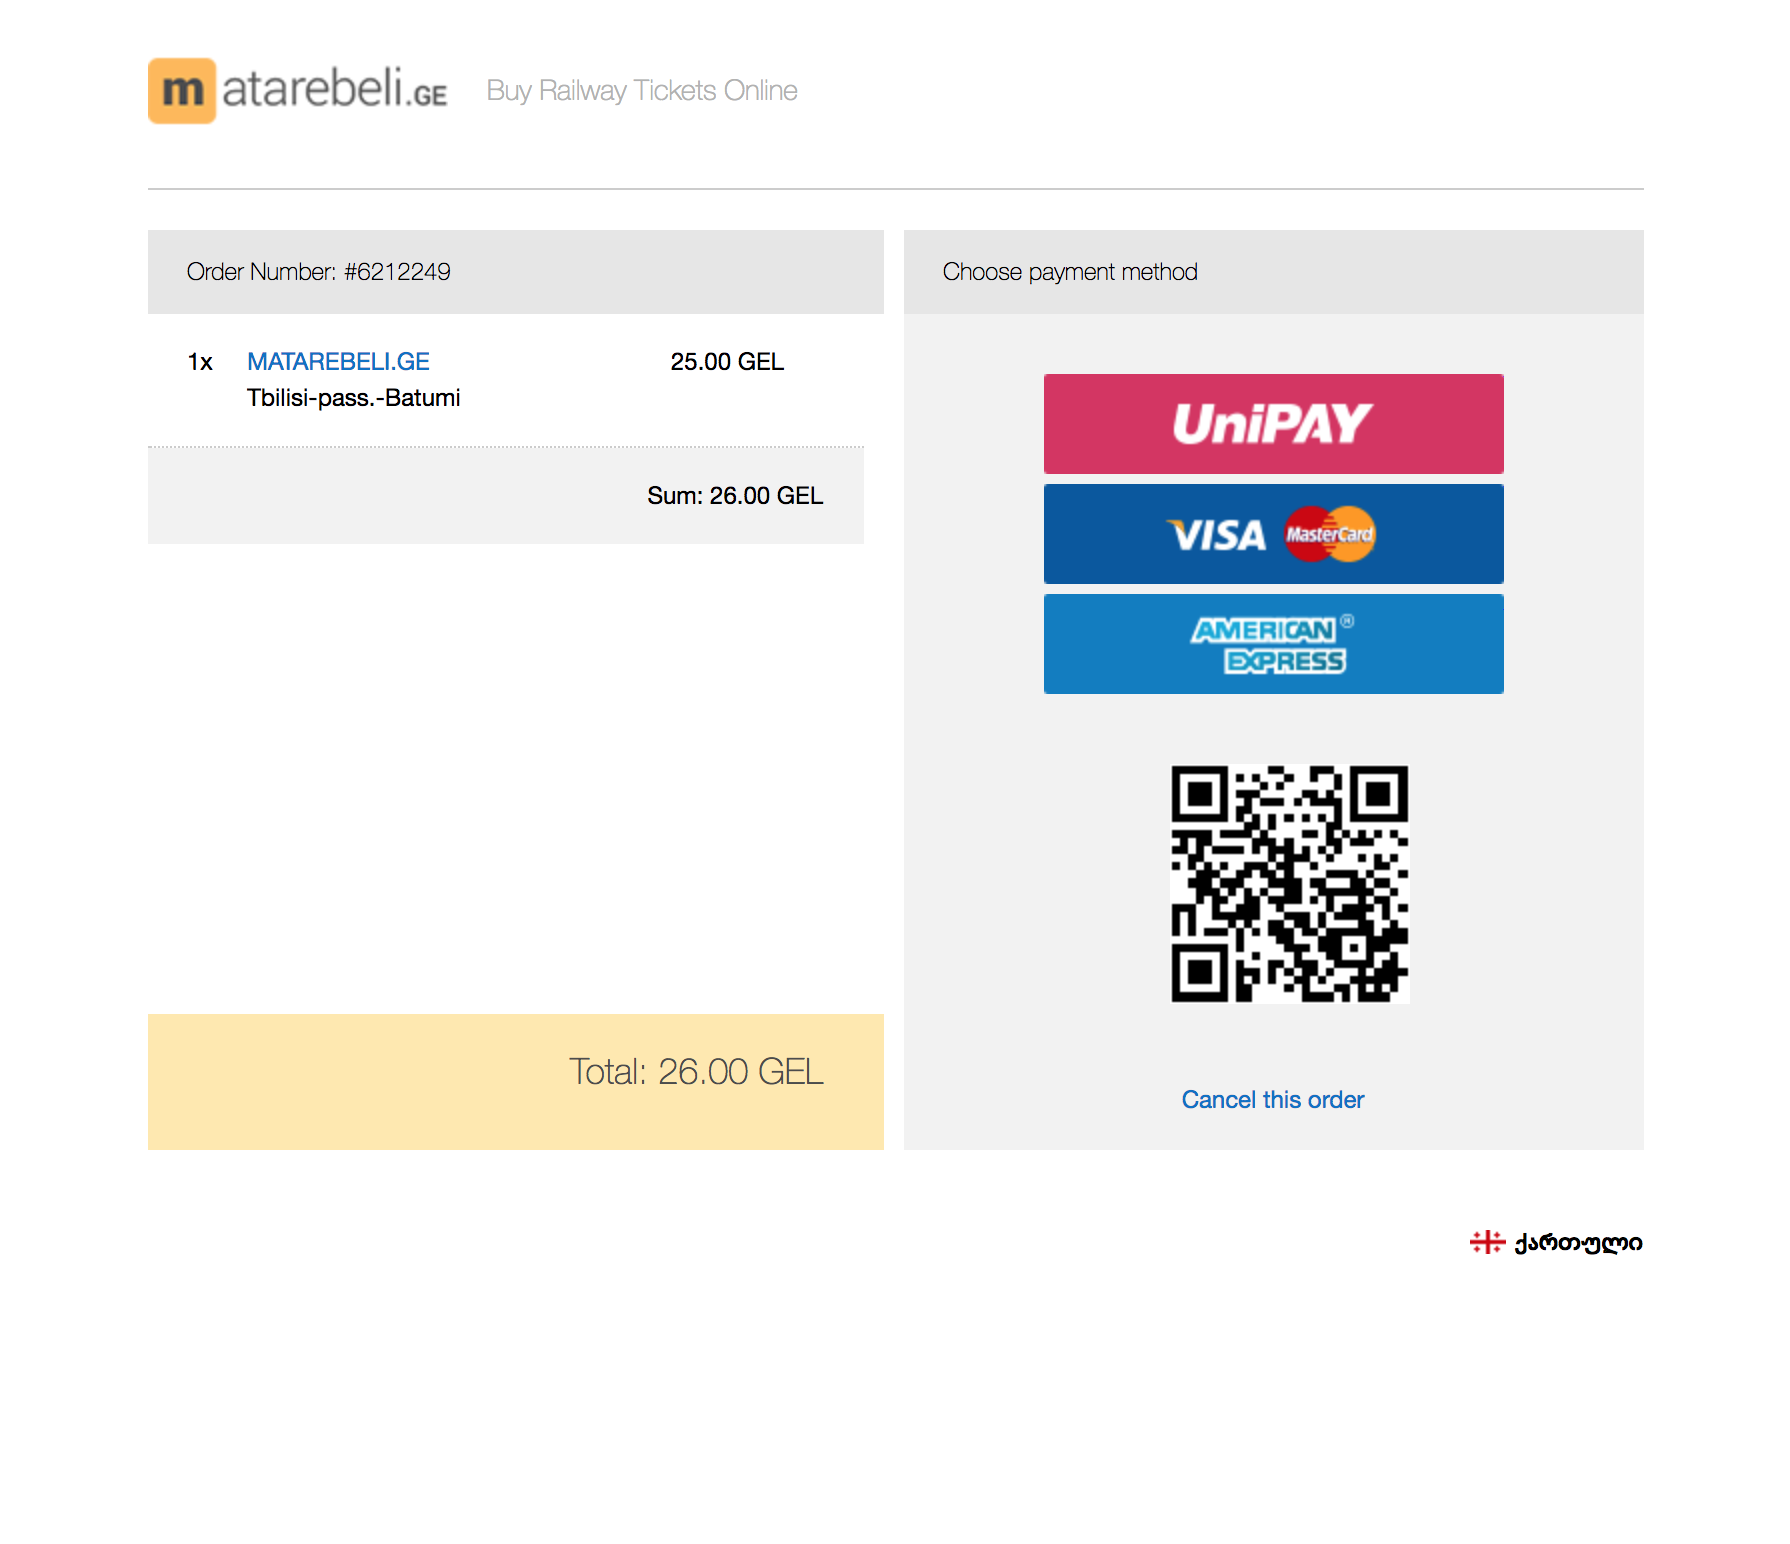 matarebeli.GE Buy Railway Tickets Online
Order Number: #6212249
1x MATAREBELI.GE 25.00 GEL
Tbilisi-pass.-Batumi
Sum: 26.00 GEL
Total: 26.00 GEL
Choose payment method
UniPAY
VISA MasterCard
AMERICAN ®
EXPRESS
Cancel this order
ქართული